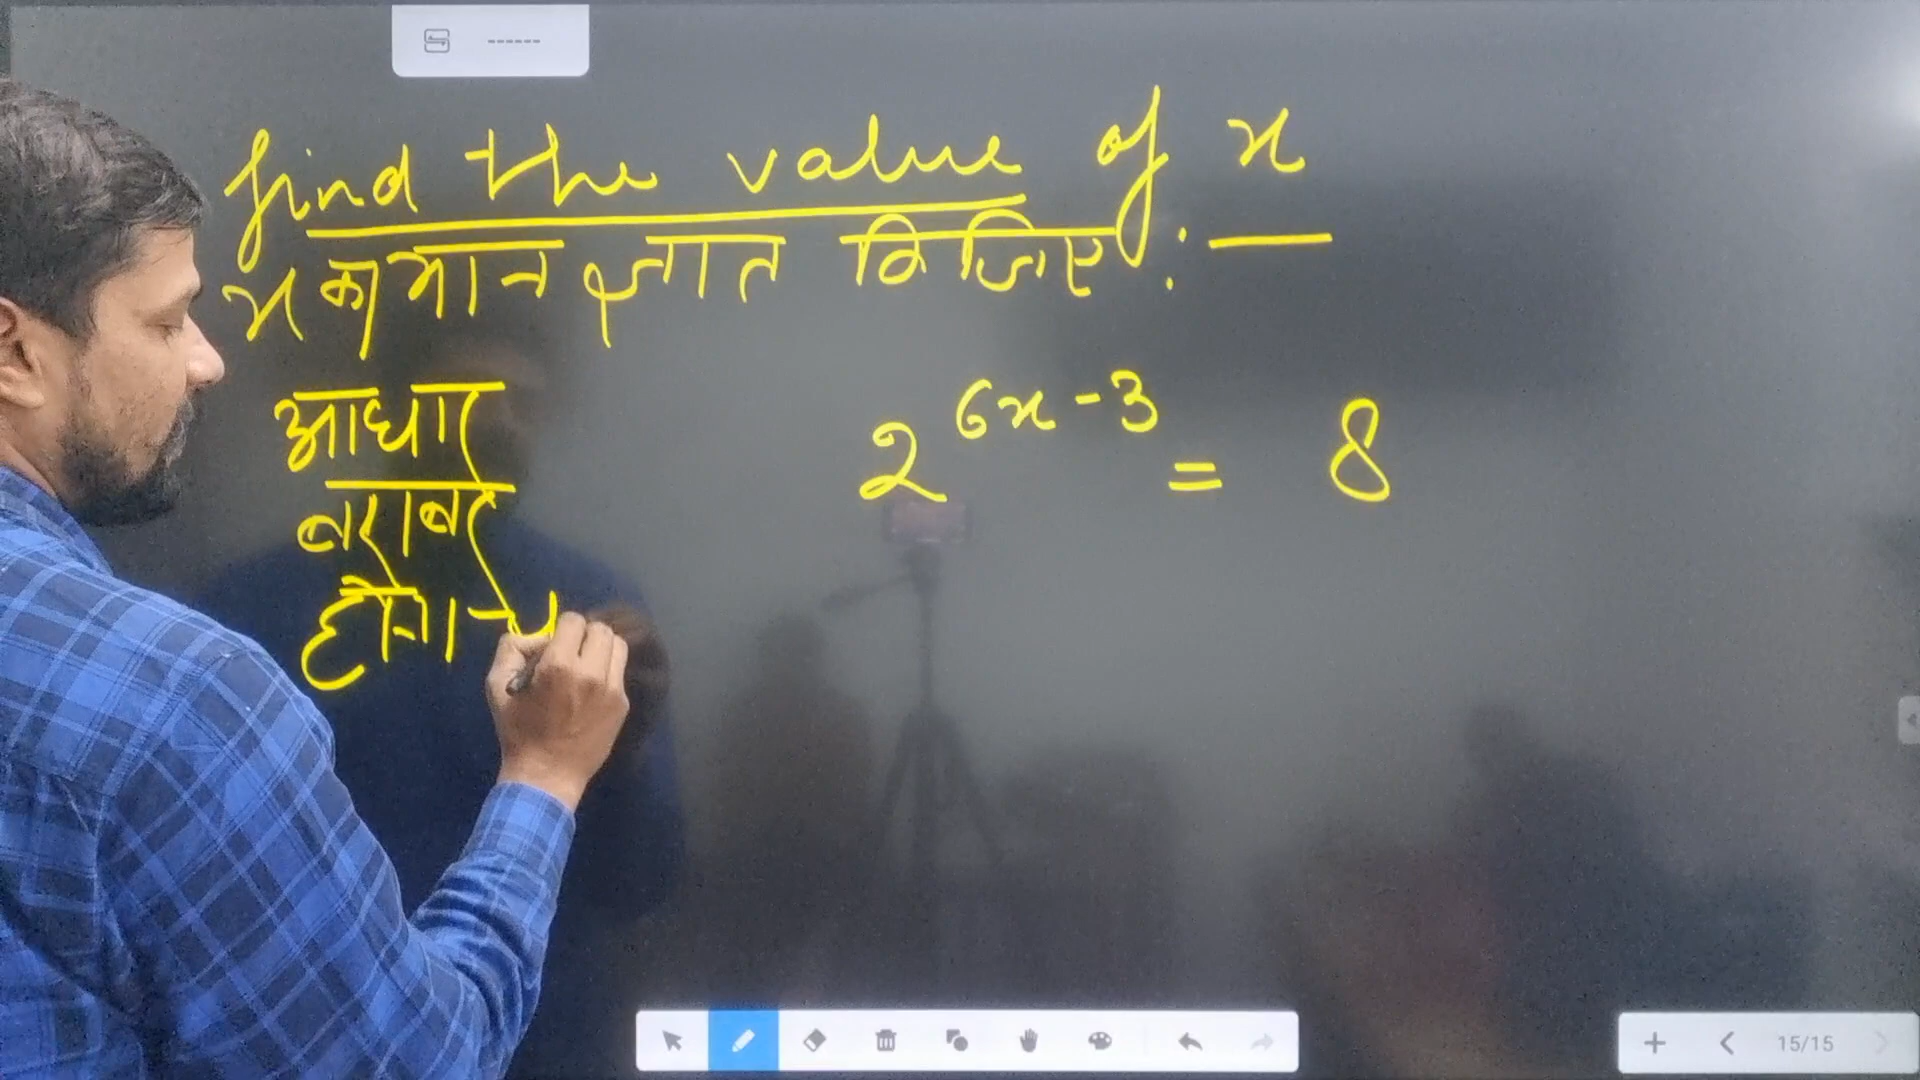 find the value of x
x का मान ज्ञात किजिए :—
2^{6x-3} = 8
आधार
बराबर
होना
15/15